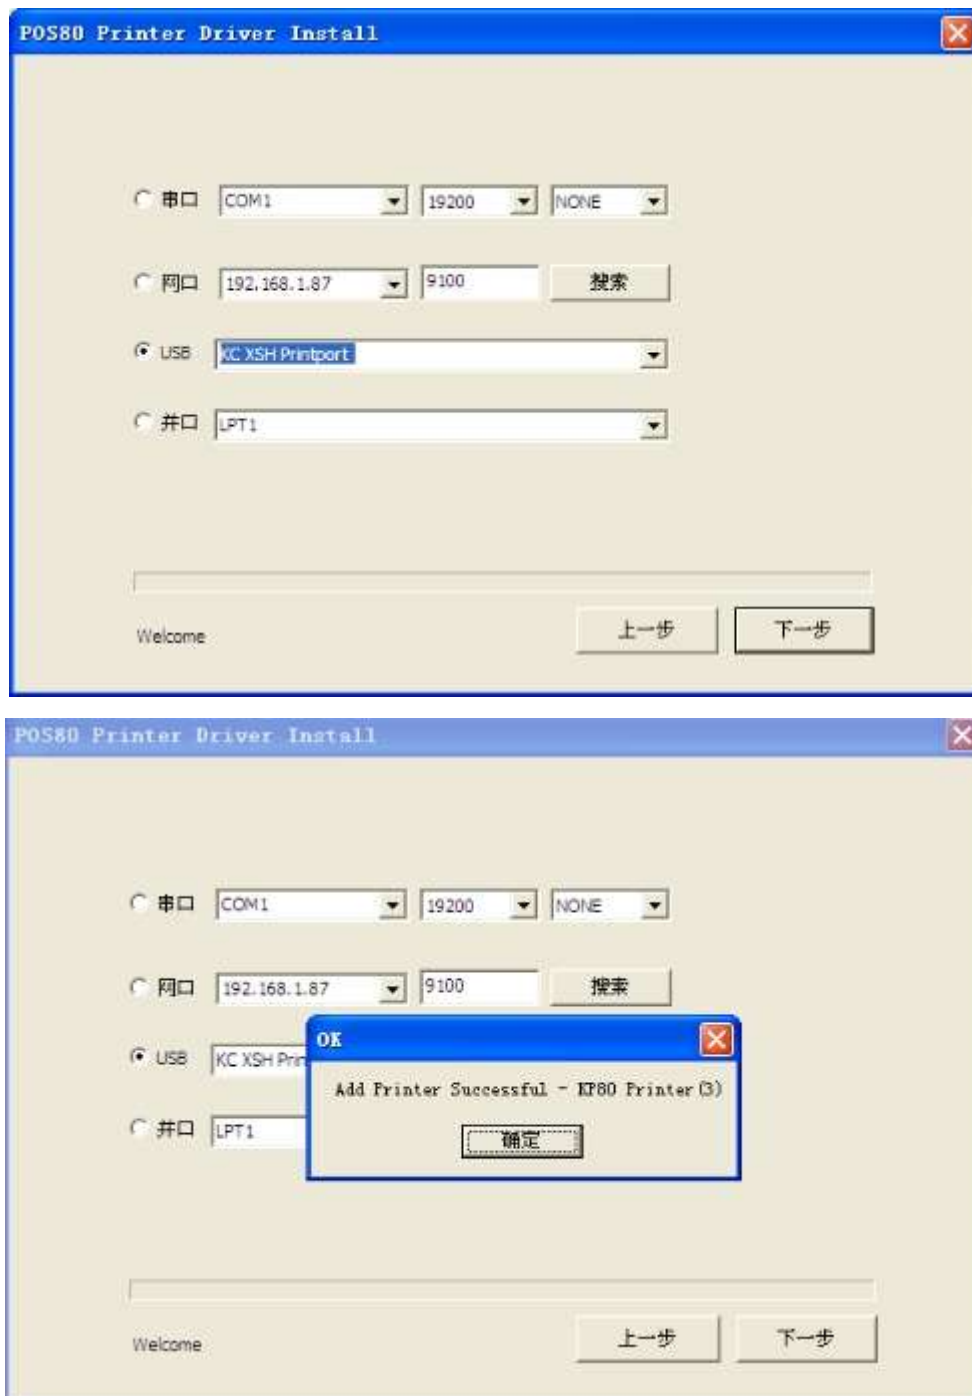 POS80 Printer Driver Install
串口 COM1 19200 NONE
网口 192.168.1.87 9100 搜索
USB KC XSH Printport
并口 LPT1
Welcome 上一步 下一步
POS80 Printer Driver Install
串口 COM1 19200 NONE
网口 192.168.1.87 9100 搜索
OK
USB KC XSH Prin
Add Printer Successful - KP80 Printer(3)
并口 LPT1
确定
Welcome 上一步 下一步